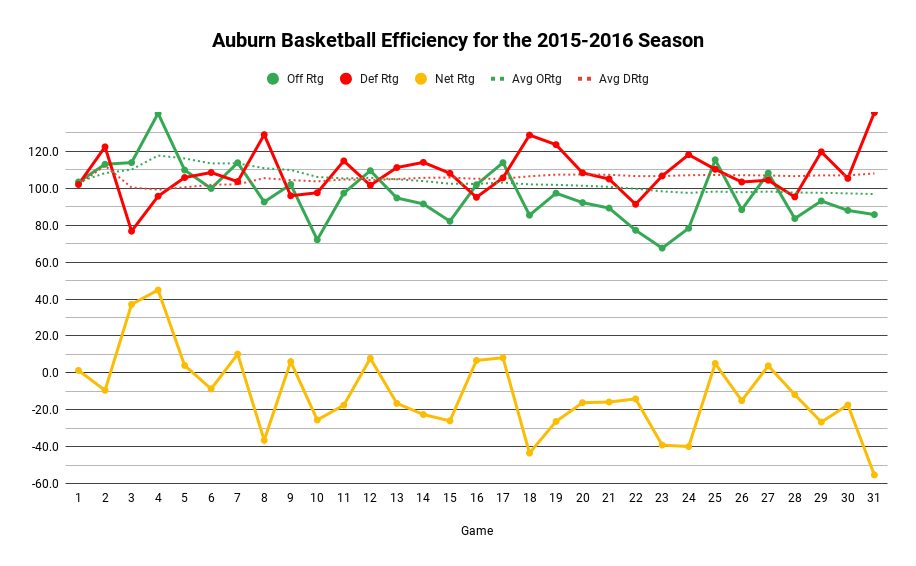 Auburn Basketball Efficiency for the 2015-2016 Season
Off Rtg Def Rtg Net Rtg Avg ORtg Avg DRtg
120.0
100.0
80.0
60.0
40.0
20.0
0.0
-20.0
-40.0
-60.0
1 2 3 4 5 6 7 8 9 10 11 12 13 14 15 16 17 18 19 20 21 22 23 24 25 26 27 28 29 30 31
Game